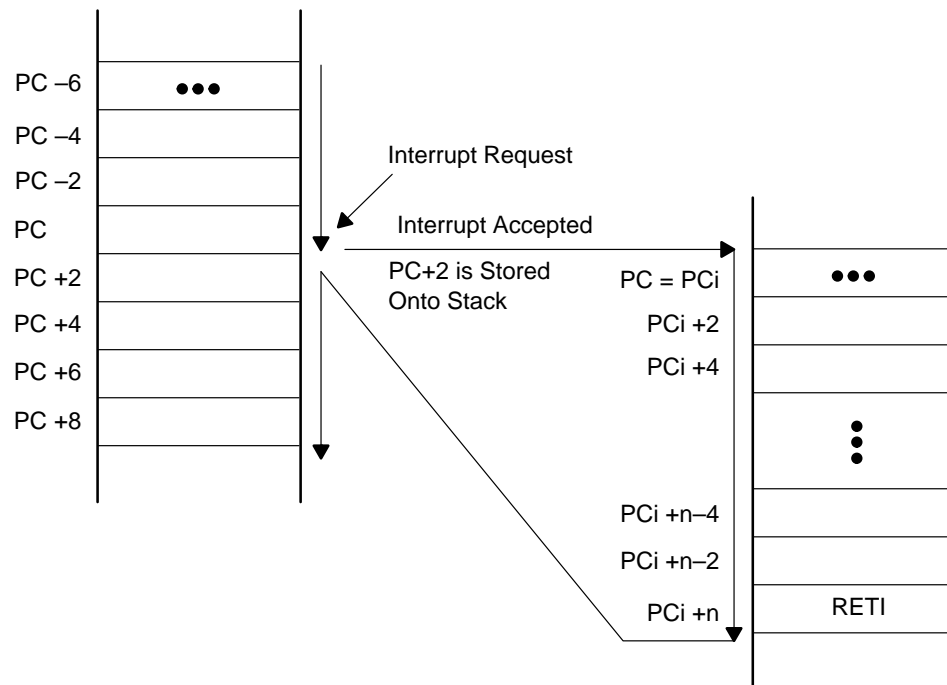 PC –6
PC –4
PC –2
PC
PC +2
PC +4
PC +6
PC +8
Interrupt Request
Interrupt Accepted
PC+2 is Stored
Onto Stack
PC = PCi
PCi +2
PCi +4
PCi +n–4
PCi +n–2
PCi +n
RETI